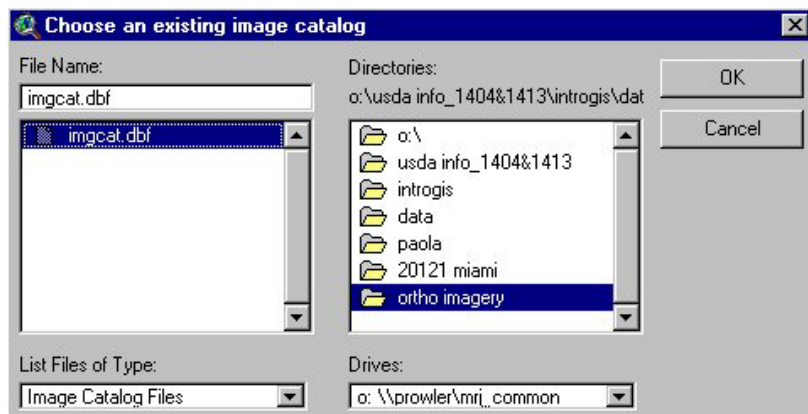 Choose an existing image catalog
File Name:
imgcat.dbf
imgcat.dbf
List Files of Type:
Image Catalog Files
Directories:
o:\usda info_1404&1413\introgis\dat
o:\
usda info_1404&1413
introgis
data
paola
20121 miami
ortho imagery
Drives:
o: \\prowler\mrj_common
OK
Cancel